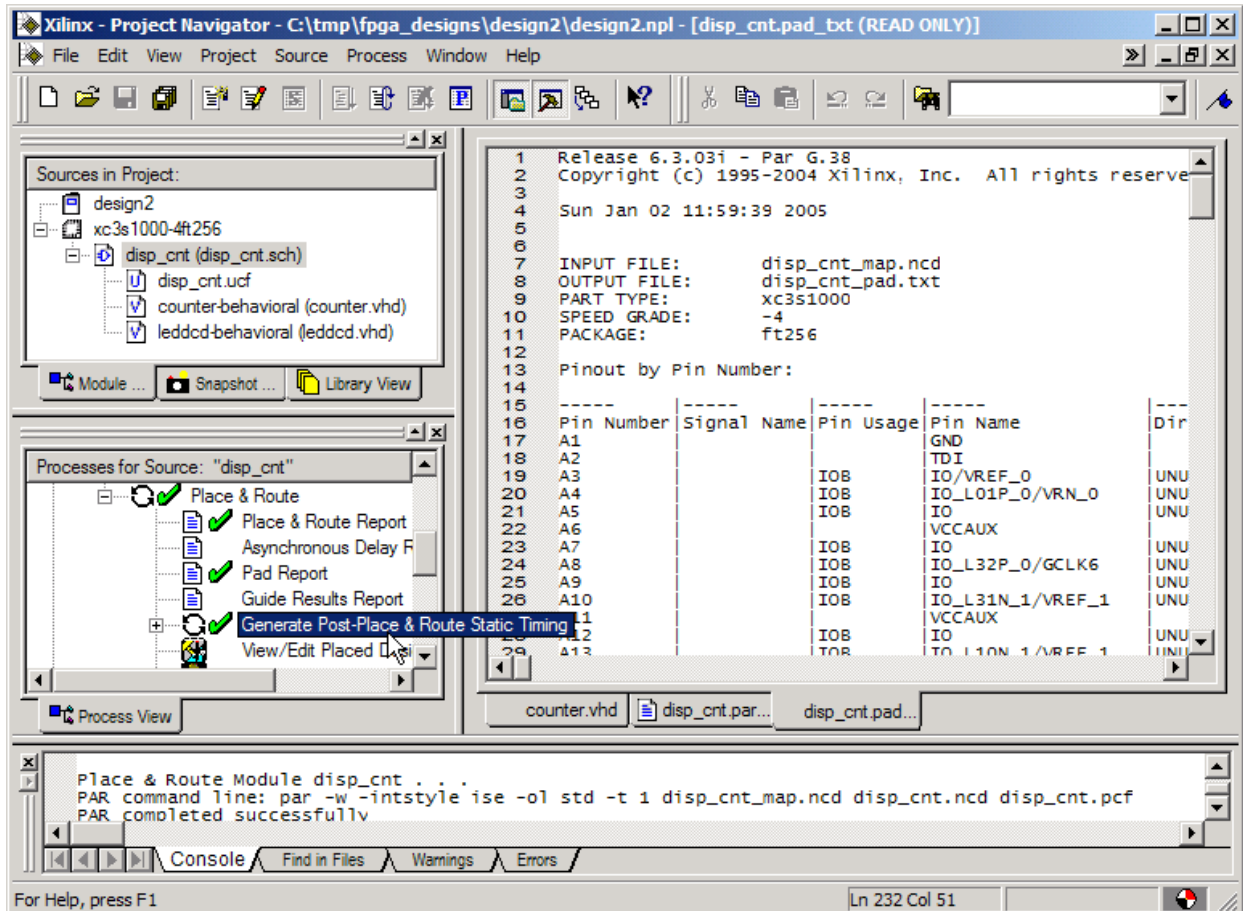 Xilinx - Project Navigator - C:\tmp\fpga_designs\design2\design2.npl - [disp_cnt.pad_txt (READ ONLY)]
File Edit View Project Source Process Window Help
Sources in Project:
design2
xc3s1000-4ft256
disp_cnt (disp_cnt.sch)
disp_cnt.ucf
counter-behavioral (counter.vhd)
leddcd-behavioral (leddcd.vhd)
Module ... Snapshot ... Library View
Processes for Source: "disp_cnt"
Place & Route
Place & Route Report
Asynchronous Delay R
Pad Report
Guide Results Report
Generate Post-Place & Route Static Timing
View/Edit Placed
Process View
1 Release 6.3.03i - Par G.38
2 Copyright (c) 1995-2004 Xilinx, Inc. All rights reserve
3
4 Sun Jan 02 11:59:39 2005
5
6
7 INPUT FILE: disp_cnt_map.ncd
8 OUTPUT FILE: disp_cnt_pad.txt
9 PART TYPE: xc3s1000
10 SPEED GRADE: -4
11 PACKAGE: ft256
12
13 Pinout by Pin Number:
14
15 ----- |----- |----- |----- |---
16 Pin Number|Signal Name|Pin Usage|Pin Name |Dir
17 A1 | | |GND |
18 A2 | | |TDI |
19 A3 | |IOB |IO/VREF_0 |UNU
20 A4 | |IOB |IO_L01P_0/VRN_0 |UNU
21 A5 | |IOB |IO |UNU
22 A6 | | |VCCAUX |
23 A7 | |IOB |IO |UNU
24 A8 | |IOB |IO_L32P_0/GCLK6 |UNU
25 A9 | |IOB |IO |UNU
26 A10 | |IOB |IO_L31N_1/VREF_1 |UNU
11 | | |VCCAUX |
28 A12 | |IOB |IO |UNU
29 A13 | |IOB |IO_L10N_1/VREF_1 |UNU
counter.vhd disp_cnt.par... disp_cnt.pad...
Place & Route Module disp_cnt . . .
PAR command line: par -w -intstyle ise -ol std -t 1 disp_cnt_map.ncd disp_cnt.ncd disp_cnt.pcf
PAR completed successfully
Console Find in Files Warnings Errors
For Help, press F1 Ln 232 Col 51